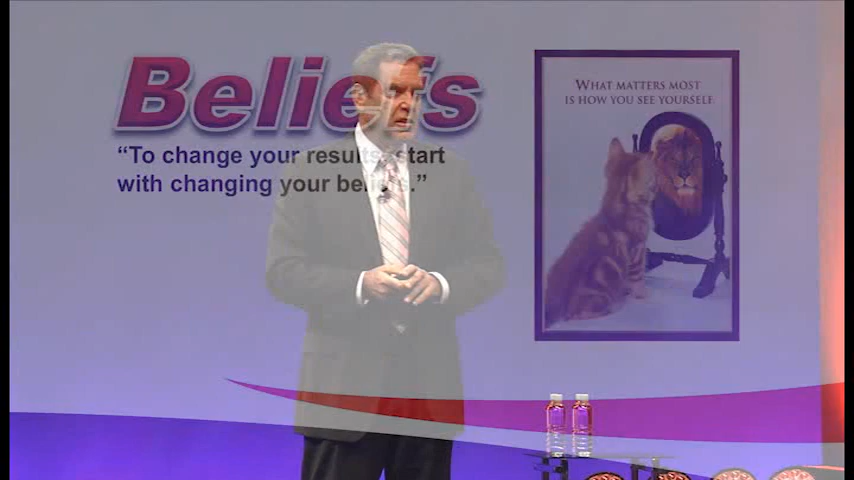 Beliefs
“To change your results, start
with changing your beliefs.”
WHAT MATTERS MOST
IS HOW YOU SEE YOURSELF.